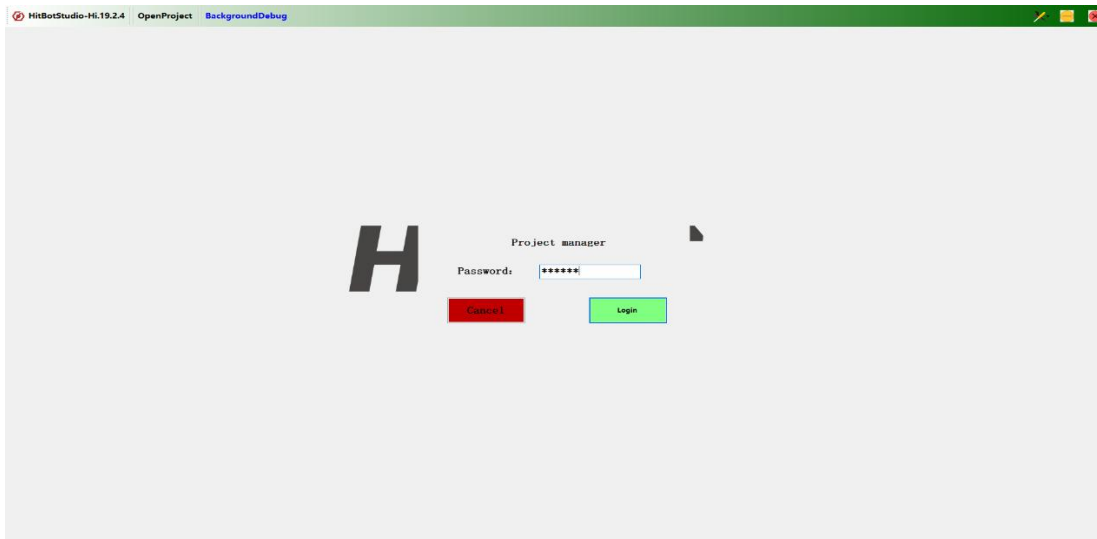 HitBotStudio-Hi.19.2.4 OpenProject BackgroundDebug
H
Project manager
Password: ******
Cancel Login